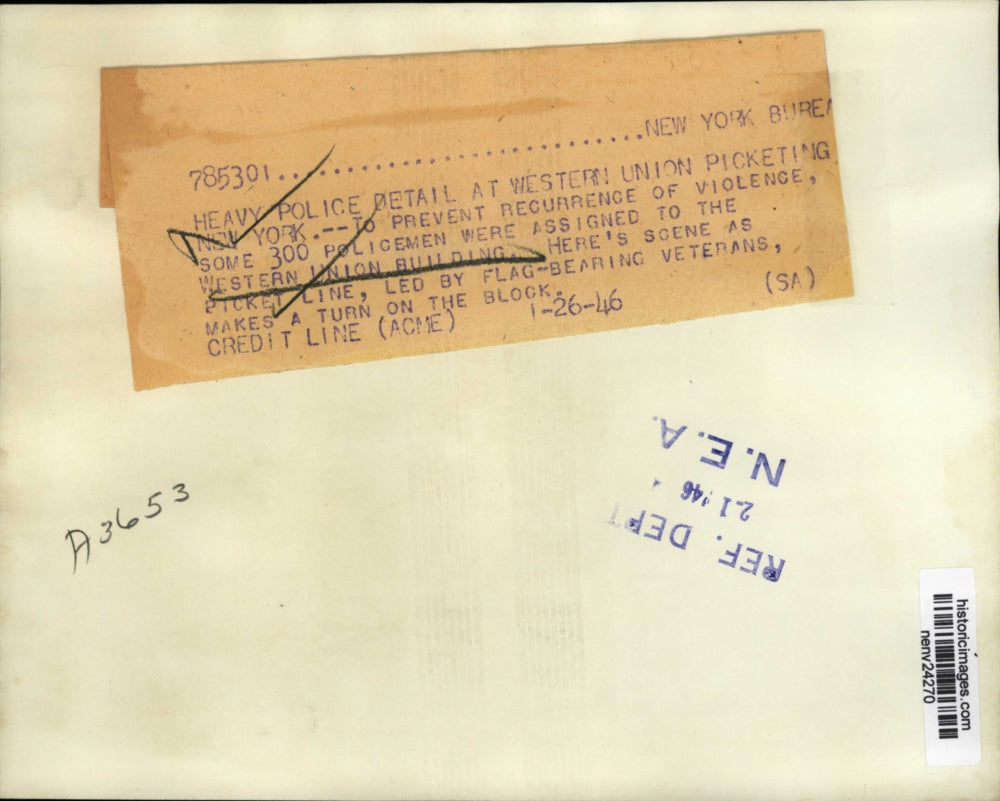 785301........................................NEW YORK BUREA
HEAVY POLICE DETAIL AT WESTERN UNION PICKETING
NEW YORK.--TO PREVENT RECURRENCE OF VIOLENCE,
SOME 300 POLICEMEN WERE ASSIGNED TO THE
WESTERN UNION BUILDING. HERE'S SCENE AS
PICKET LINE, LED BY FLAG-BEARING VETERANS,
MAKES A TURN ON THE BLOCK. (SA)
CREDIT LINE (ACME) 1-26-46
A3653
REF. DEPT
2-1-'46
N.E.A.
historicimages.com
nenv24270